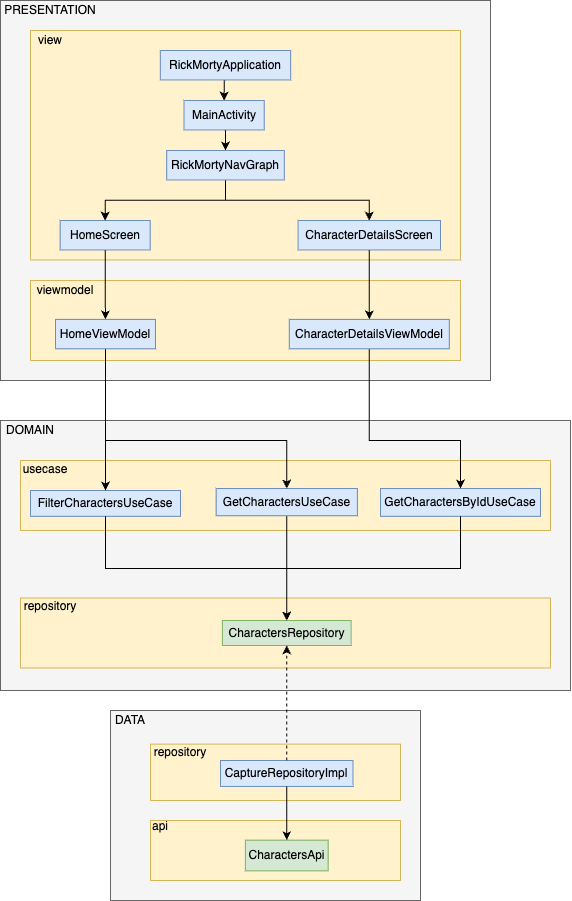 PRESENTATION
view
RickMortyApplication
MainActivity
RickMortyNavGraph
HomeScreen
CharacterDetailsScreen
viewmodel
HomeViewModel
CharacterDetailsViewModel
DOMAIN
usecase
FilterCharactersUseCase
GetCharactersUseCase
GetCharactersByIdUseCase
repository
CharactersRepository
DATA
repository
CaptureRepositoryImpl
api
CharactersApi